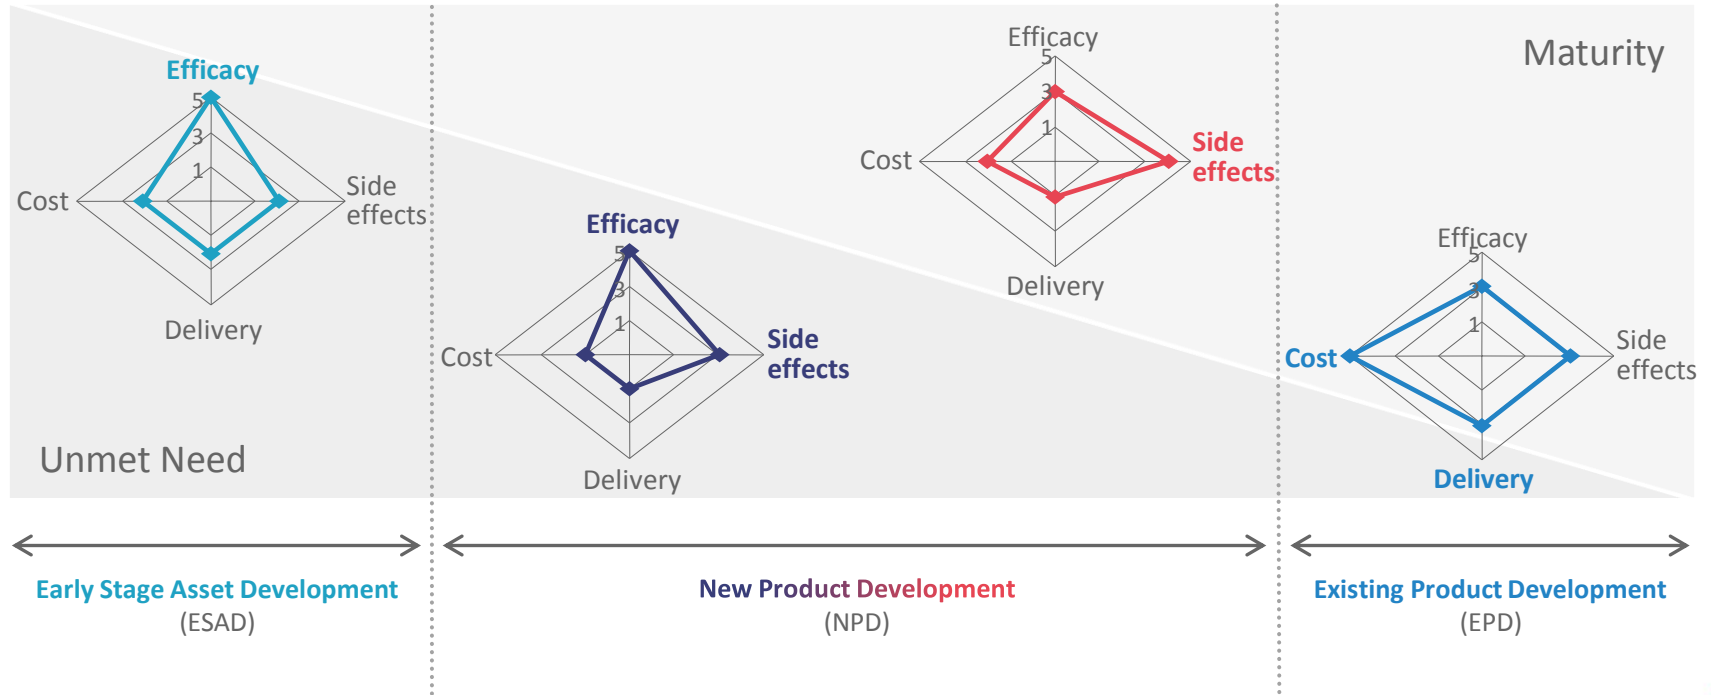 Efficacy
5
3
1
Cost
Side
effects
Delivery
Unmet Need
Efficacy
5
3
1
Cost
Side
effects
Delivery
Efficacy
5
3
1
Cost
Side
effects
Delivery
Maturity
Efficacy
5
3
1
Cost
Side
effects
Delivery
Early Stage Asset Development
(ESAD)
New Product Development
(NPD)
Existing Product Development
(EPD)